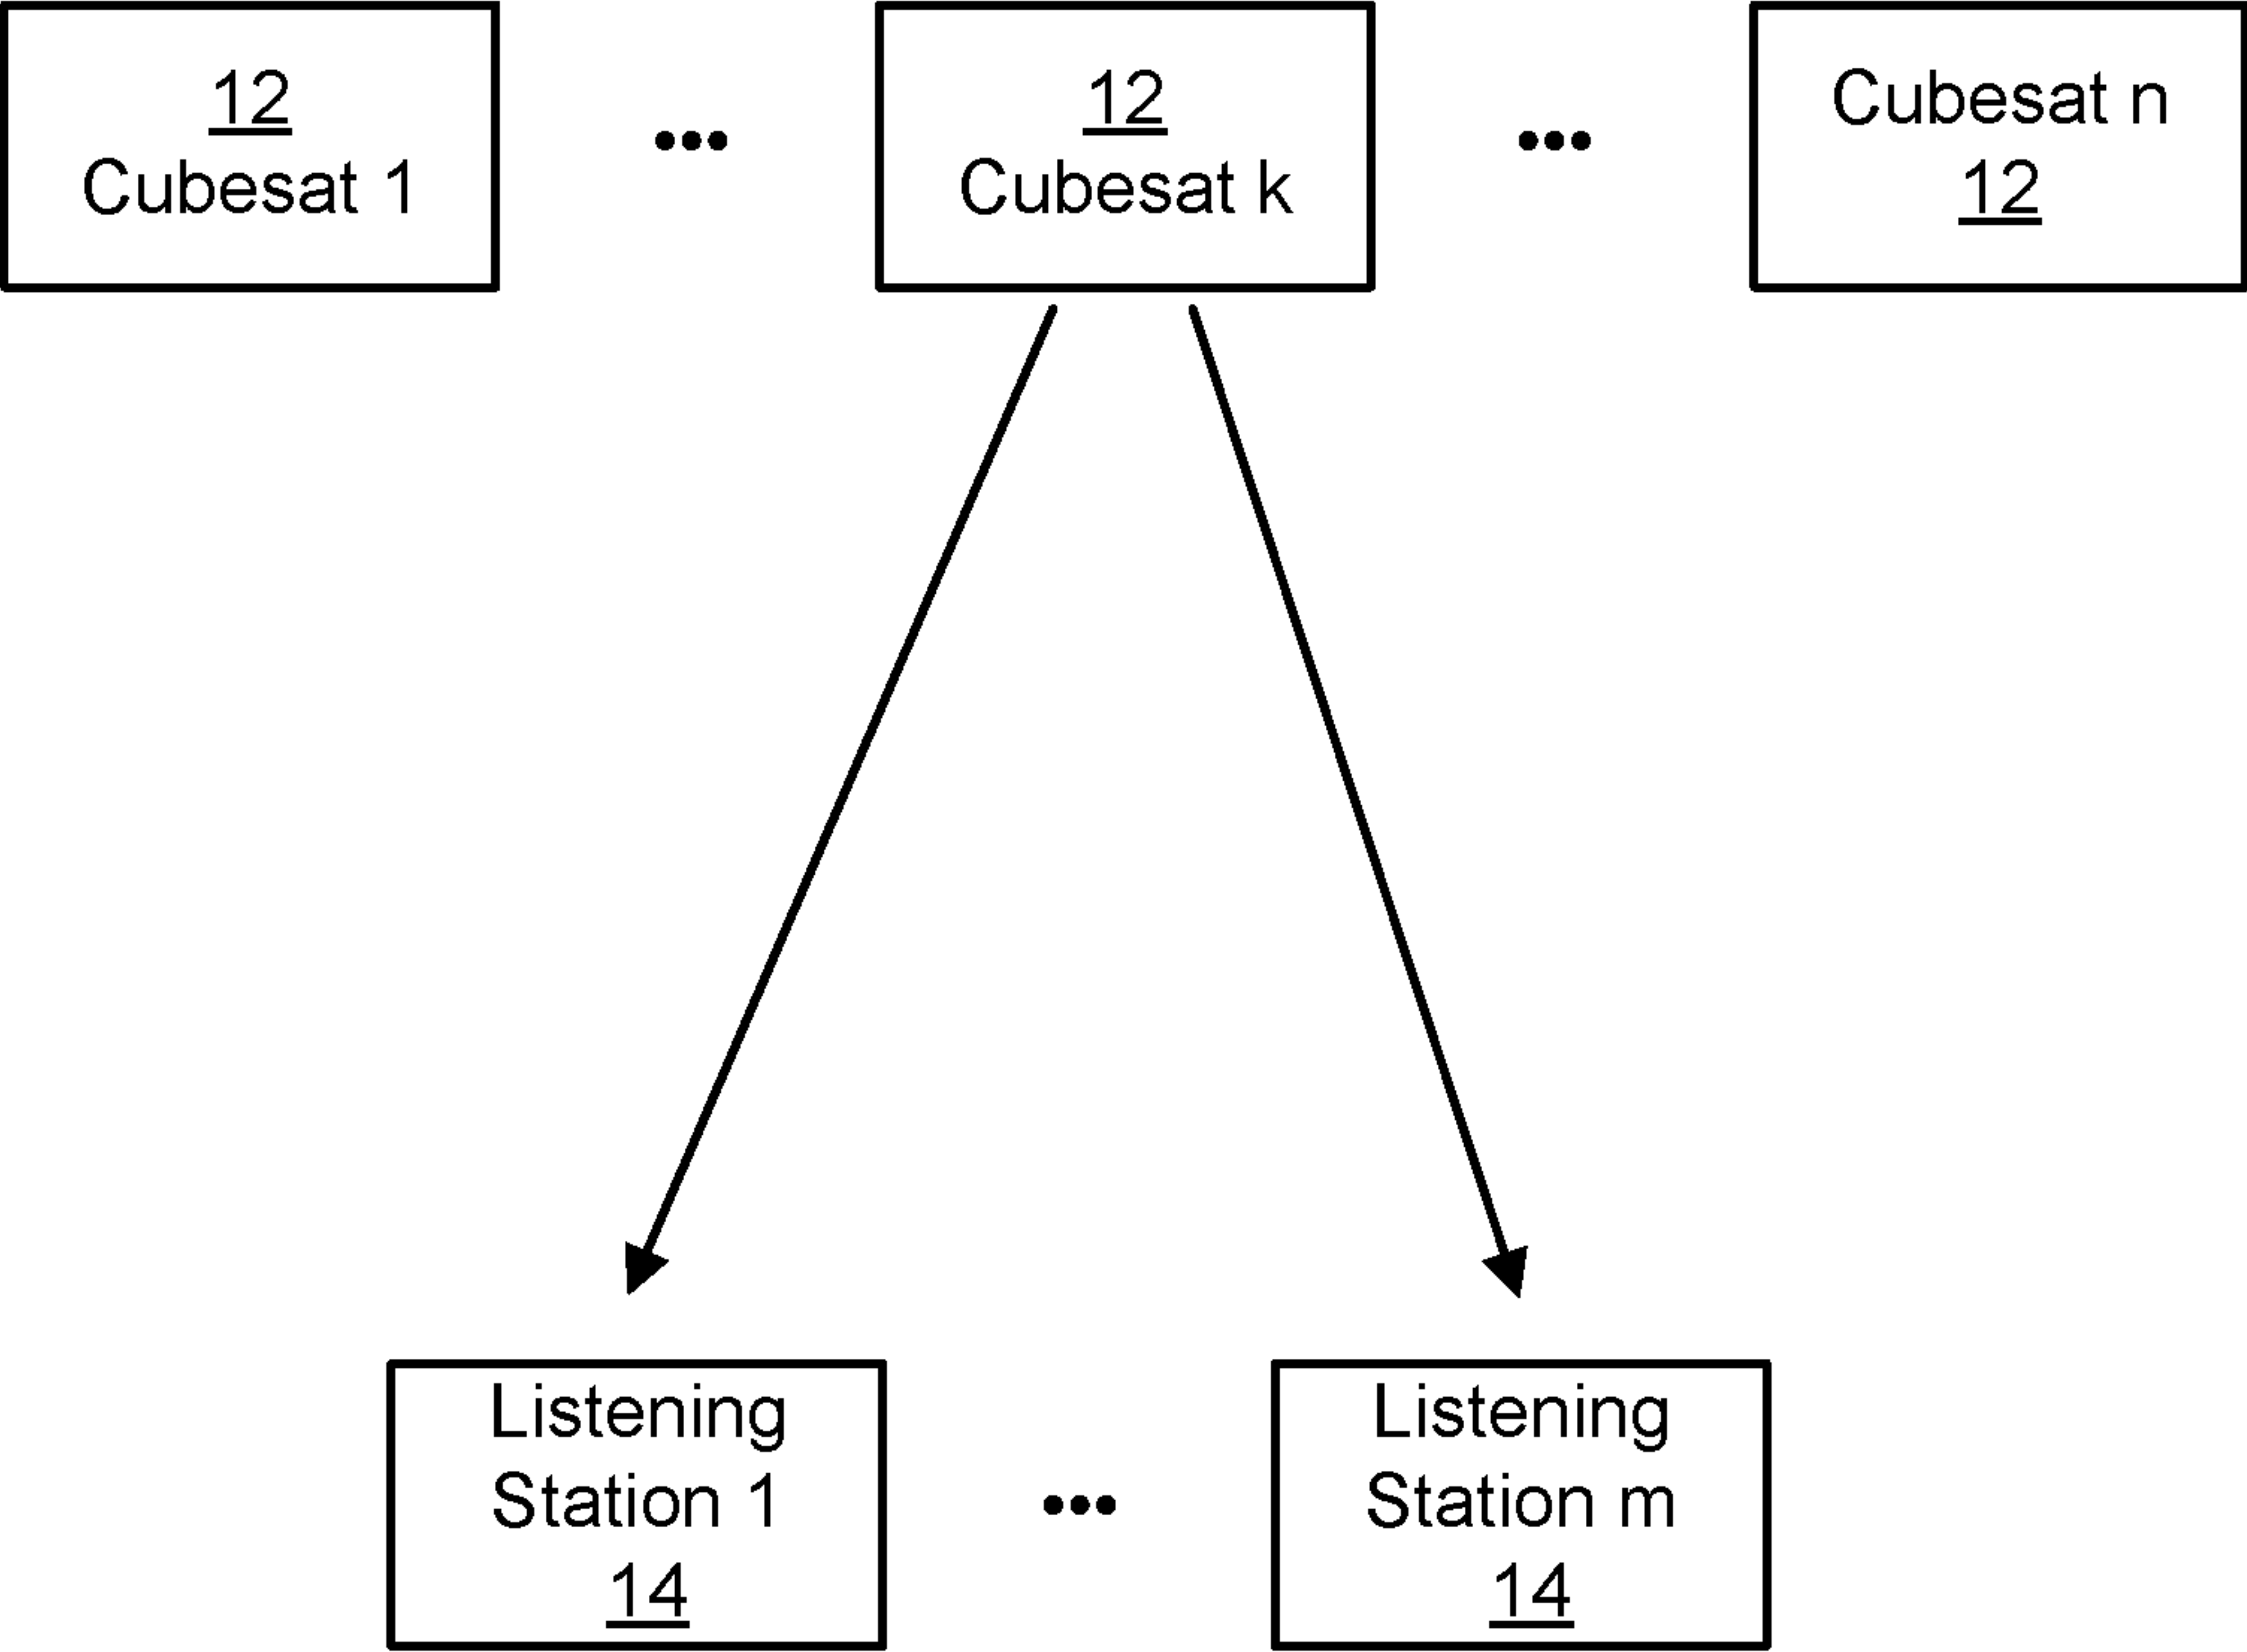 12
Cubesat 1
•••
12
Cubesat k
•••
Cubesat n
12
Listening
Station 1
14
•••
Listening
Station m
14